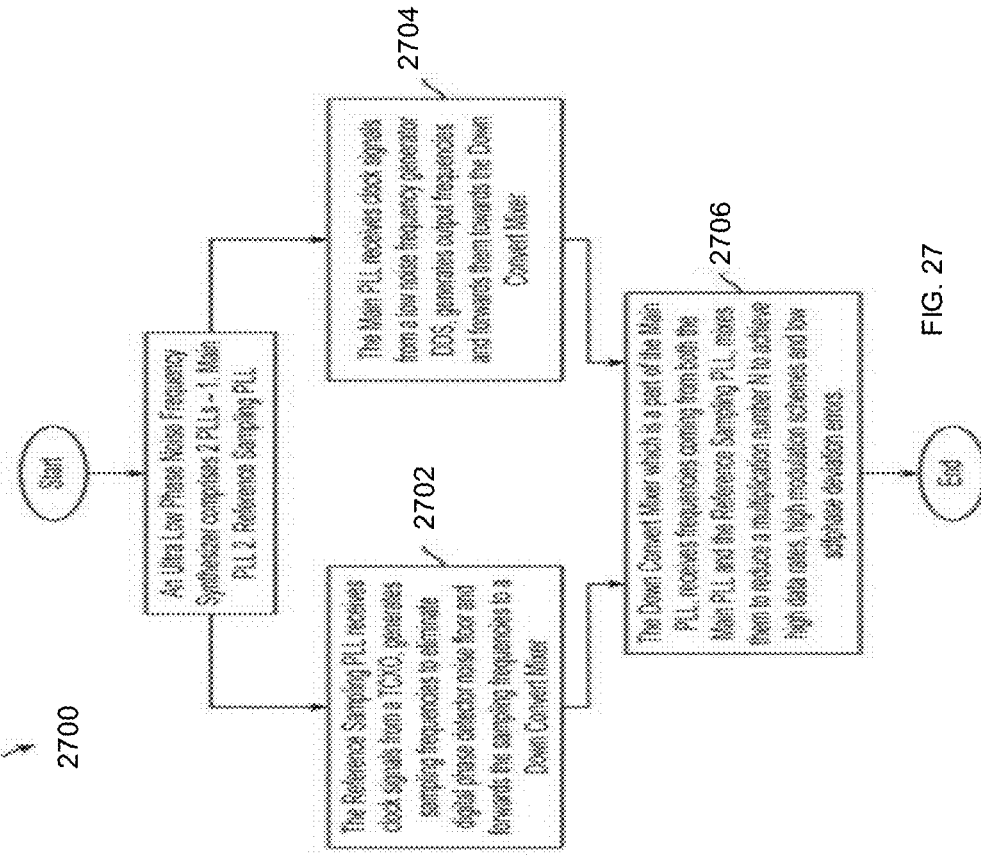 2700
Start
An Ultra Low Phase Noise Frequency
Synthesizer comprises 2 PLLs - 1. Main
PLL 2. Reference Sampling PLL
The Reference Sampling PLL receives
clock signals from a TCXO, generates
sampling frequencies to eliminate
digital phase detector noise floor and
forwards the sampling frequencies to a
Down Convert Mixer
2702
The Main PLL receives clock signals
from a low noise frequency generator
DDS, generates output frequencies
and forwards them towards the Down
Convert Mixer
2704
The Down Convert Mixer which is a part of the Main
PLL, receives frequencies coming from both the
Main PLL and the Reference Sampling PLL, mixes
them to reduce a multiplication number N to achieve
high data rates, high modulation schemes and low
phase deviation errors.
2706
End
FIG. 27